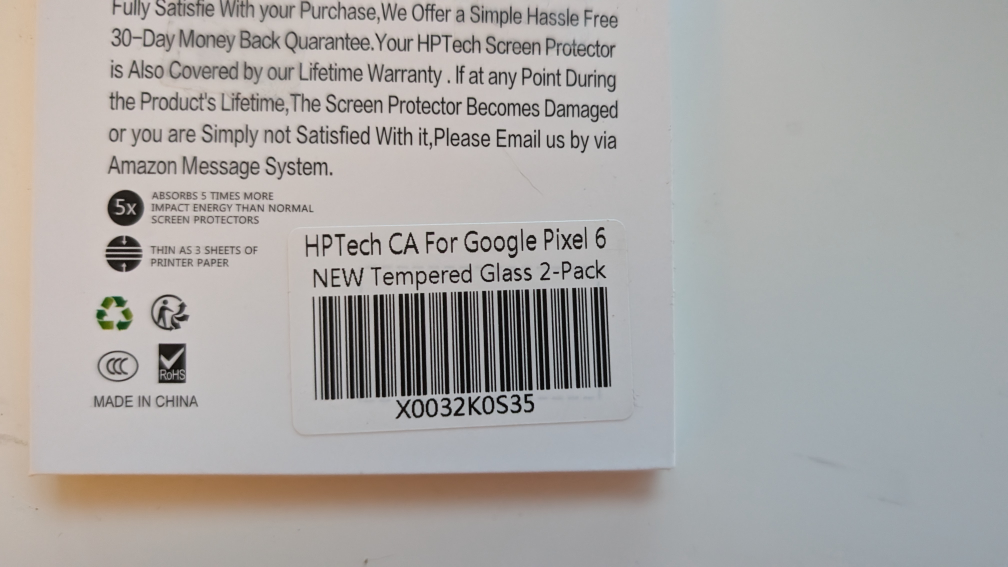 Fully Satisfie With your Purchase,We Offer a Simple Hassle Free
30-Day Money Back Quarantee.Your HPTech Screen Protector
is Also Covered by our Lifetime Warranty . If at any Point During
the Product's Lifetime,The Screen Protector Becomes Damaged
or you are Simply not Satisfied With it,Please Email us by via
Amazon Message System.
5x
ABSORBS 5 TIMES MORE
IMPACT ENERGY THAN NORMAL
SCREEN PROTECTORS
THIN AS 3 SHEETS OF
PRINTER PAPER
CCC
RoHS
MADE IN CHINA
HPTech CA For Google Pixel 6
NEW Tempered Glass 2-Pack
X0032K0S35